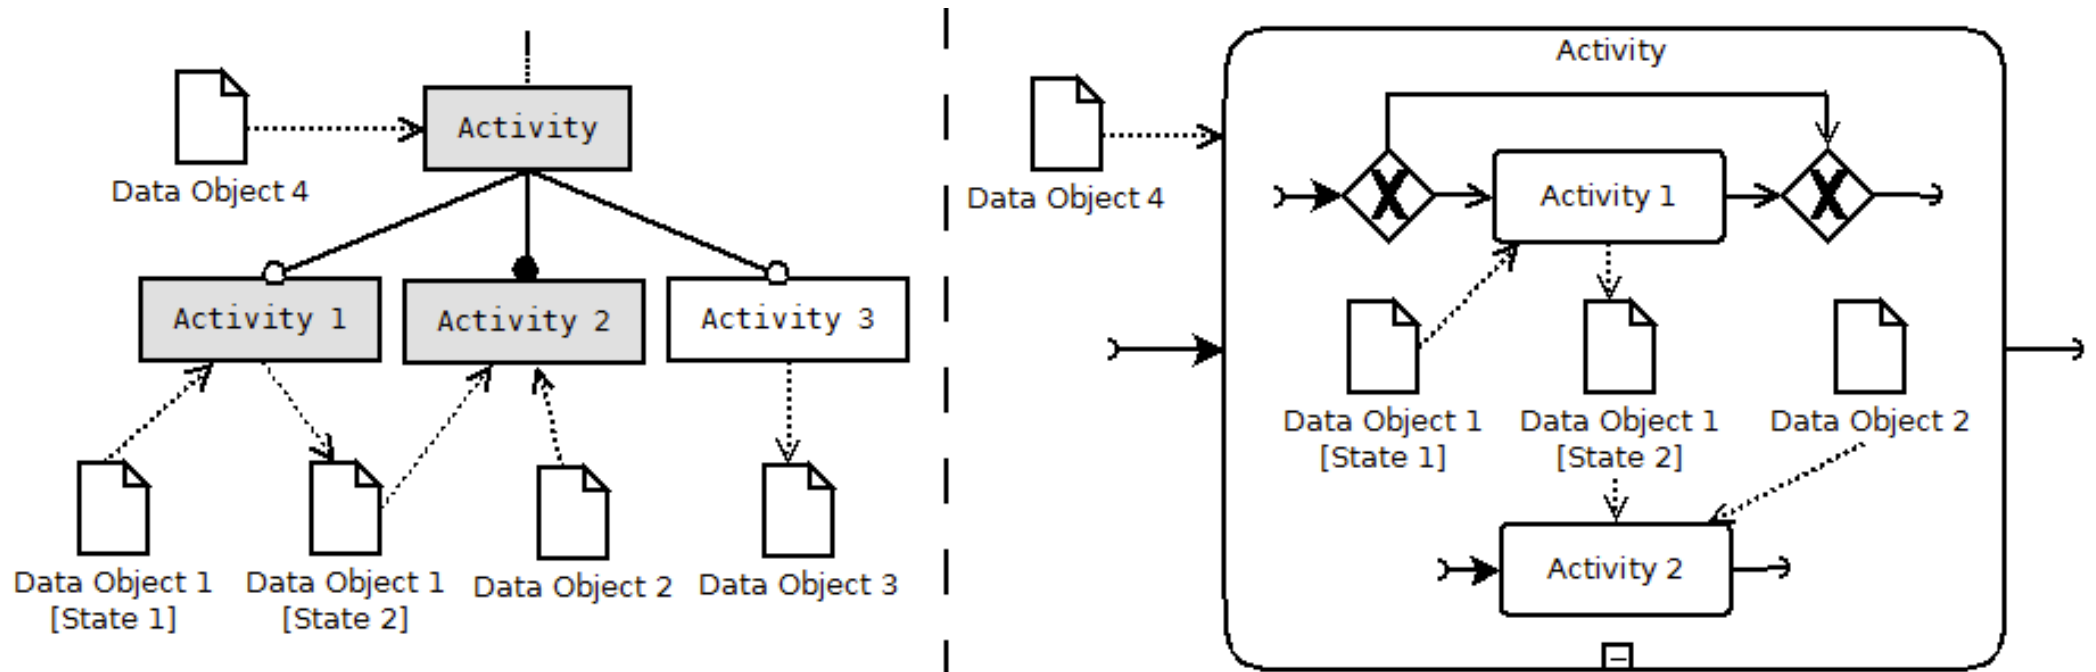 Activity
Data Object 4
Activity 1
Activity 2
Activity 3
Data Object 1
[State 1]
Data Object 1
[State 2]
Data Object 2
Data Object 3
Activity
Data Object 4
X
Activity 1
X
Data Object 1
[State 1]
Data Object 1
[State 2]
Data Object 2
Activity 2